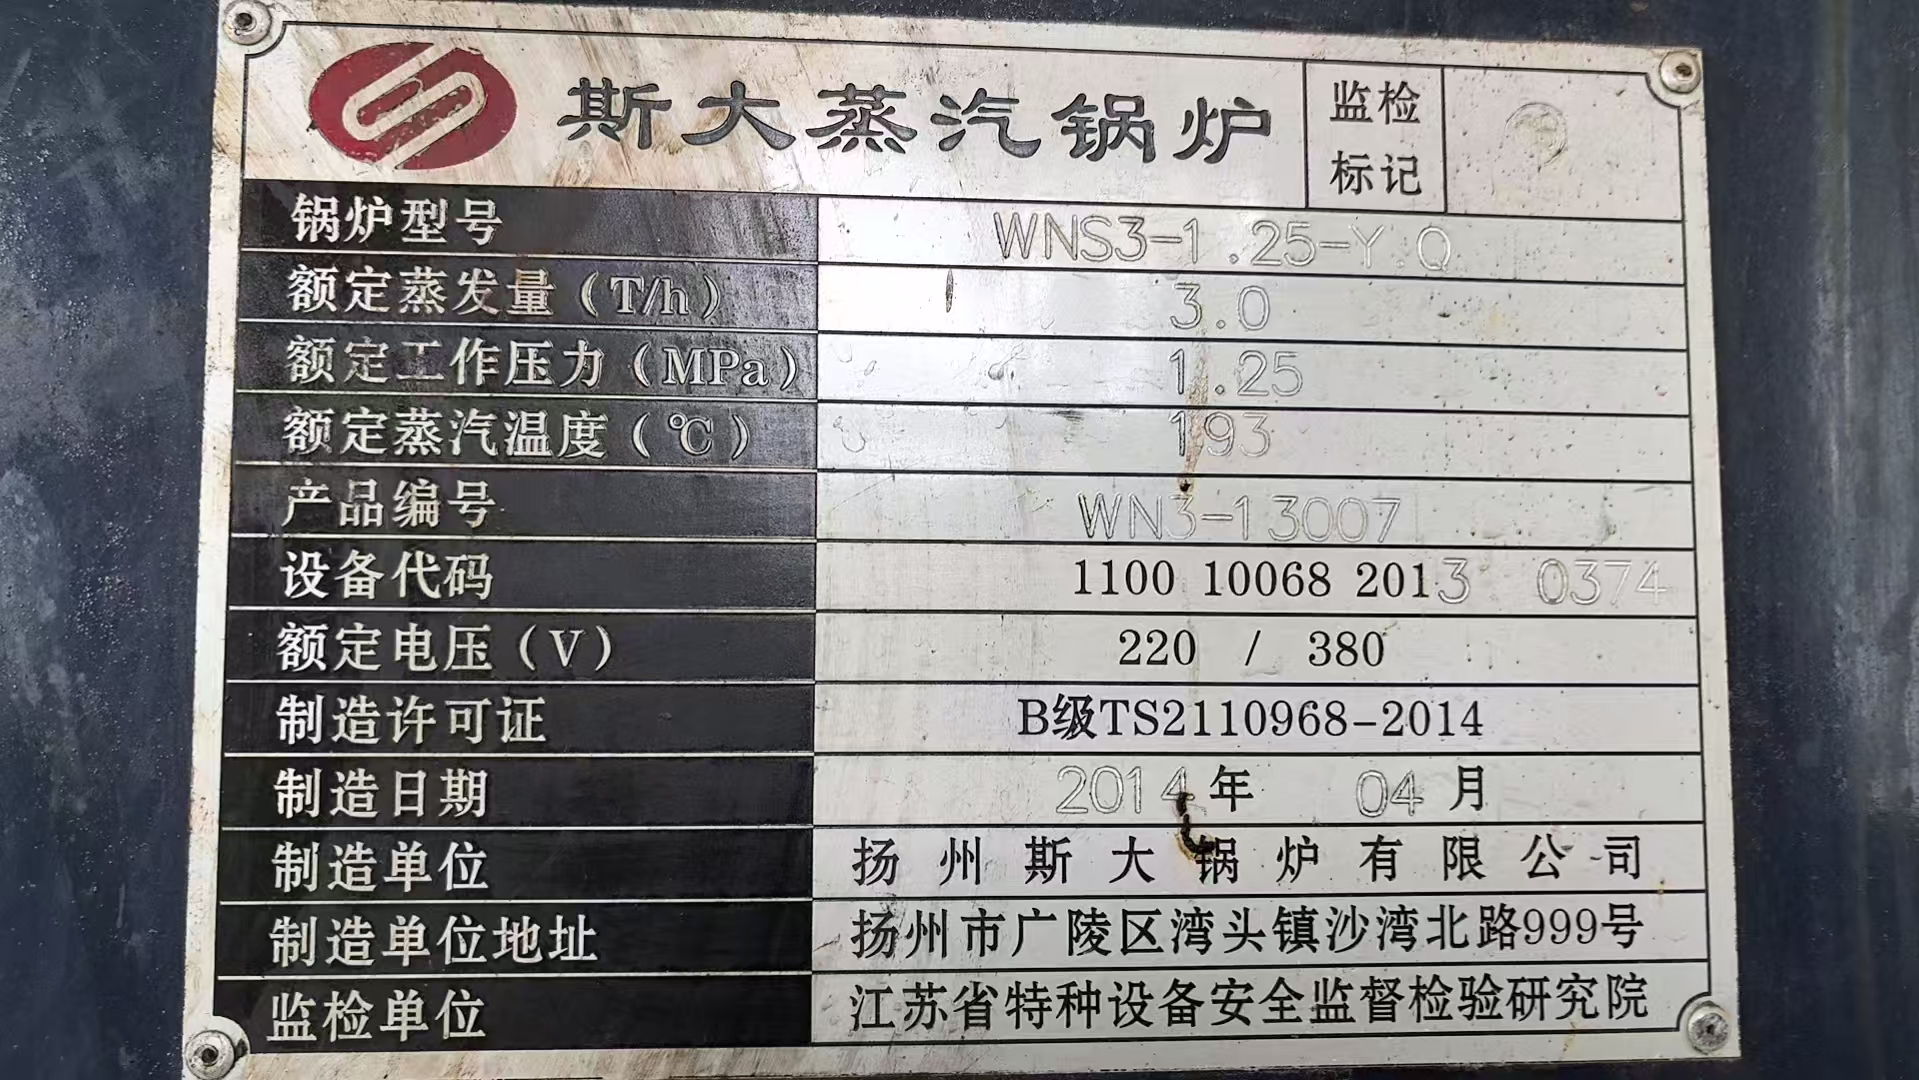 斯大蒸汽锅炉 监检标记
锅炉型号 WNS3-1.25-Y.Q
额定蒸发量(T/h) 3.0
额定工作压力(MPa) 1.25
额定蒸汽温度(℃) 193
产品编号 WN3-13007
设备代码 1100 10068 2013 0374
额定电压(V) 220 / 380
制造许可证 B级TS2110968-2014
制造日期 2014年 04月
制造单位 扬州斯大锅炉有限公司
制造单位地址 扬州市广陵区湾头镇沙湾北路999号
监检单位 江苏省特种设备安全监督检验研究院